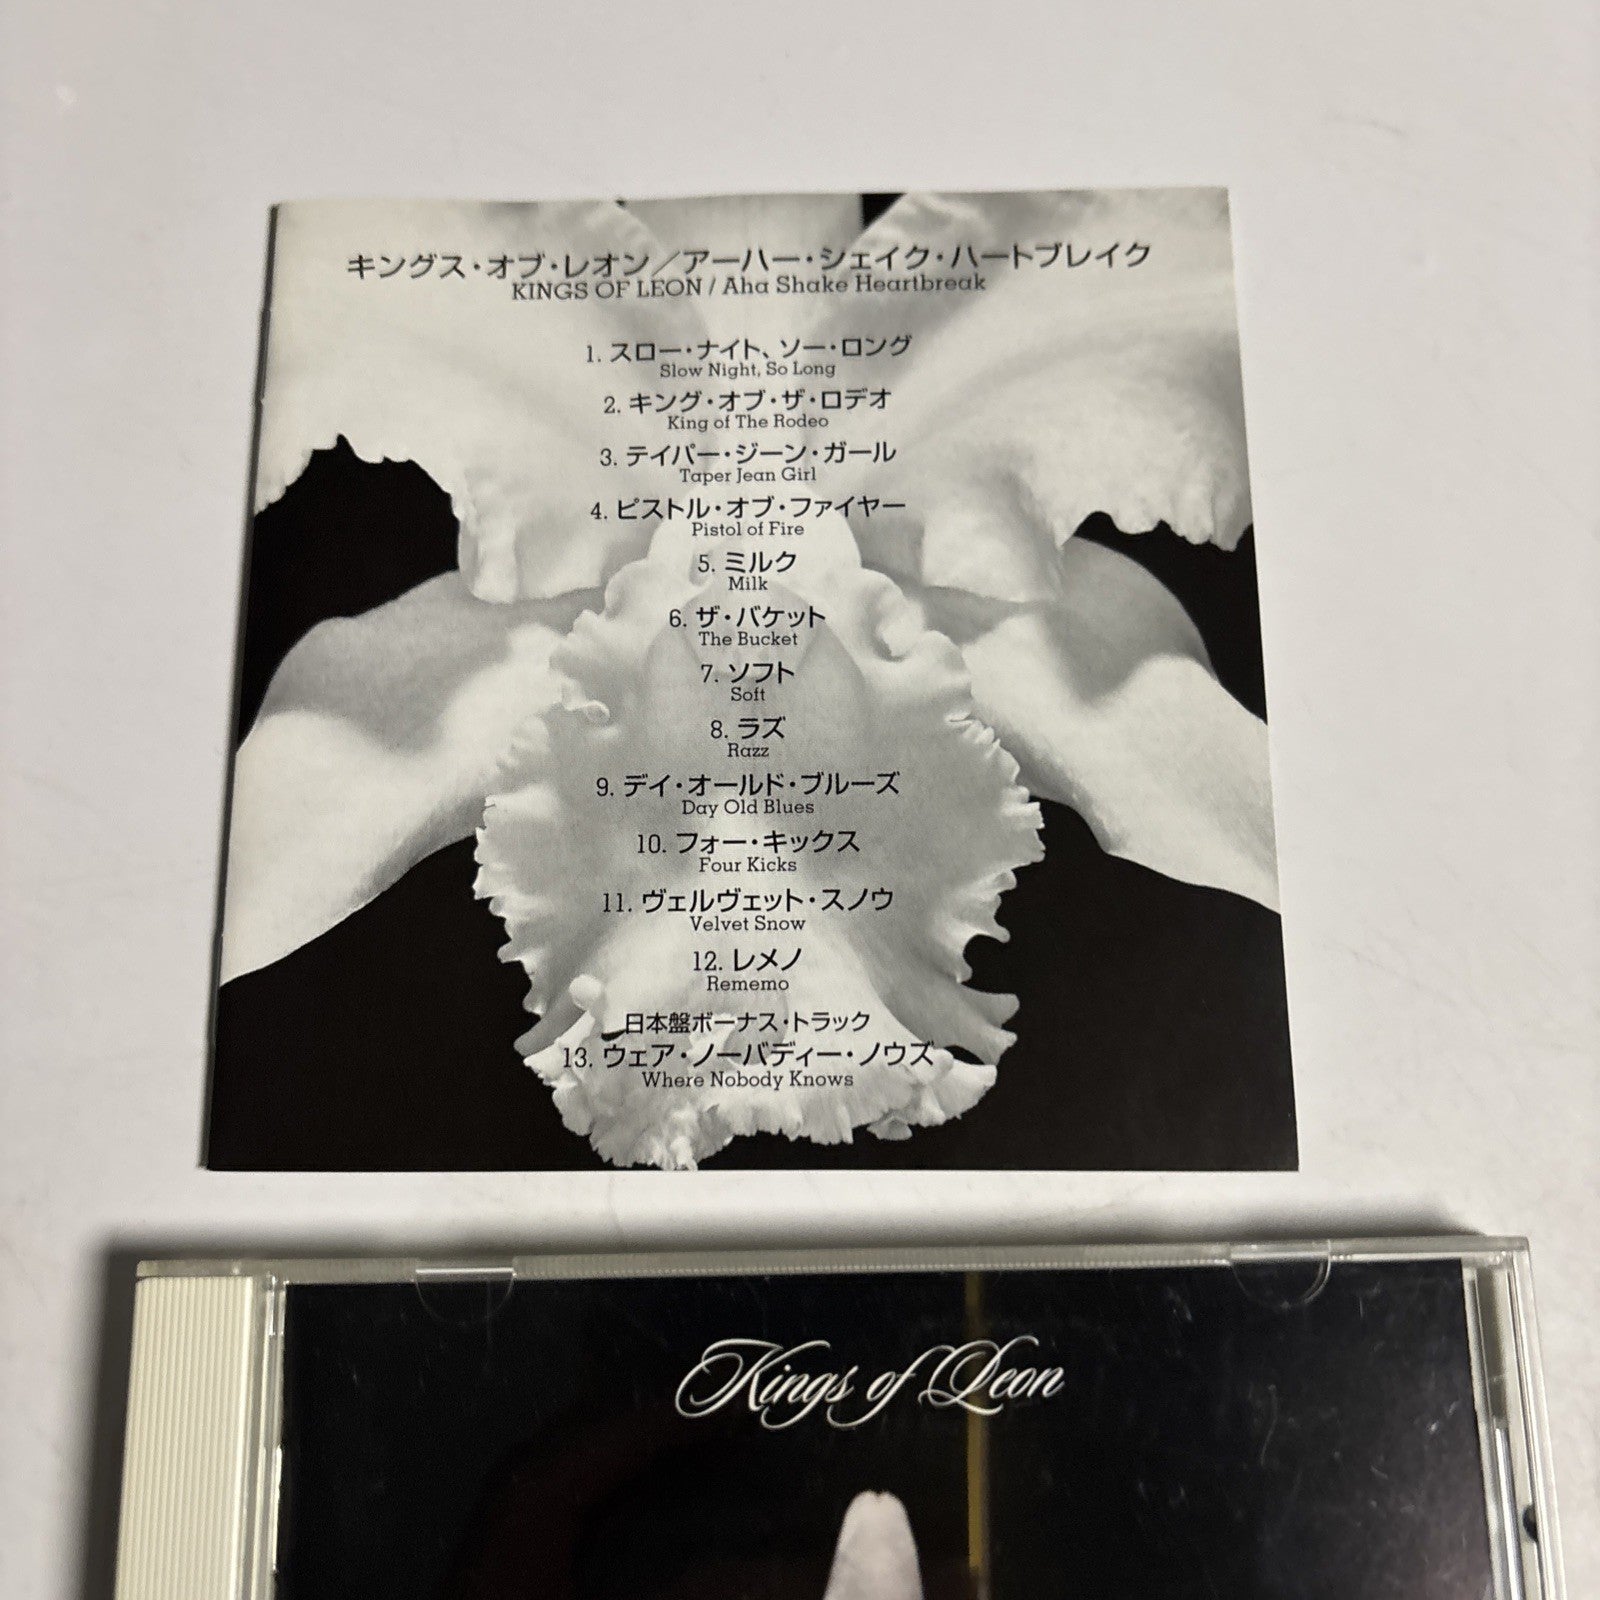 キングス・オブ・レオン／アーハー・シェイク・ハートブレイク
KINGS OF LEON / Aha Shake Heartbreak
1. スロー・ナイト、ソー・ロング
Slow Night, So Long
2. キング・オブ・ザ・ロデオ
King of The Rodeo
3. テイパー・ジーン・ガール
Taper Jean Girl
4. ピストル・オブ・ファイヤー
Pistol of Fire
5. ミルク
Milk
6. ザ・バケット
The Bucket
7. ソフト
Soft
8. ラズ
Razz
9. デイ・オールド・ブルーズ
Day Old Blues
10. フォー・キックス
Four Kicks
11. ヴェルヴェット・スノウ
Velvet Snow
12. レメノ
Rememo
日本盤ボーナス・トラック
13. ウェア・ノーバディー・ノウズ
Where Nobody Knows
Kings of Leon